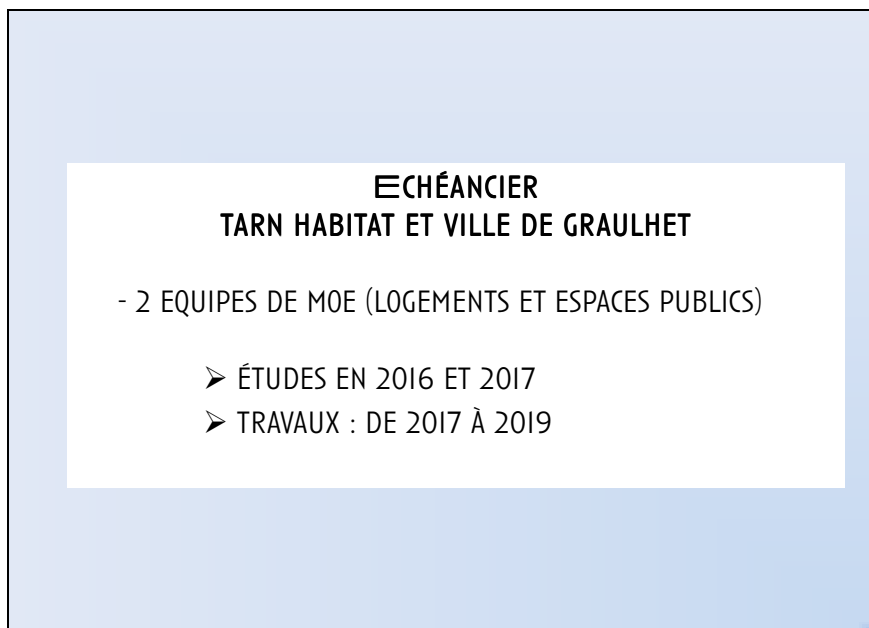 ECHÉANCIER
TARN HABITAT ET VILLE DE GRAULHET
- 2 EQUIPES DE MOE (LOGEMENTS ET ESPACES PUBLICS)
➢ ÉTUDES EN 2016 ET 2017
➢ TRAVAUX : DE 2017 À 2019